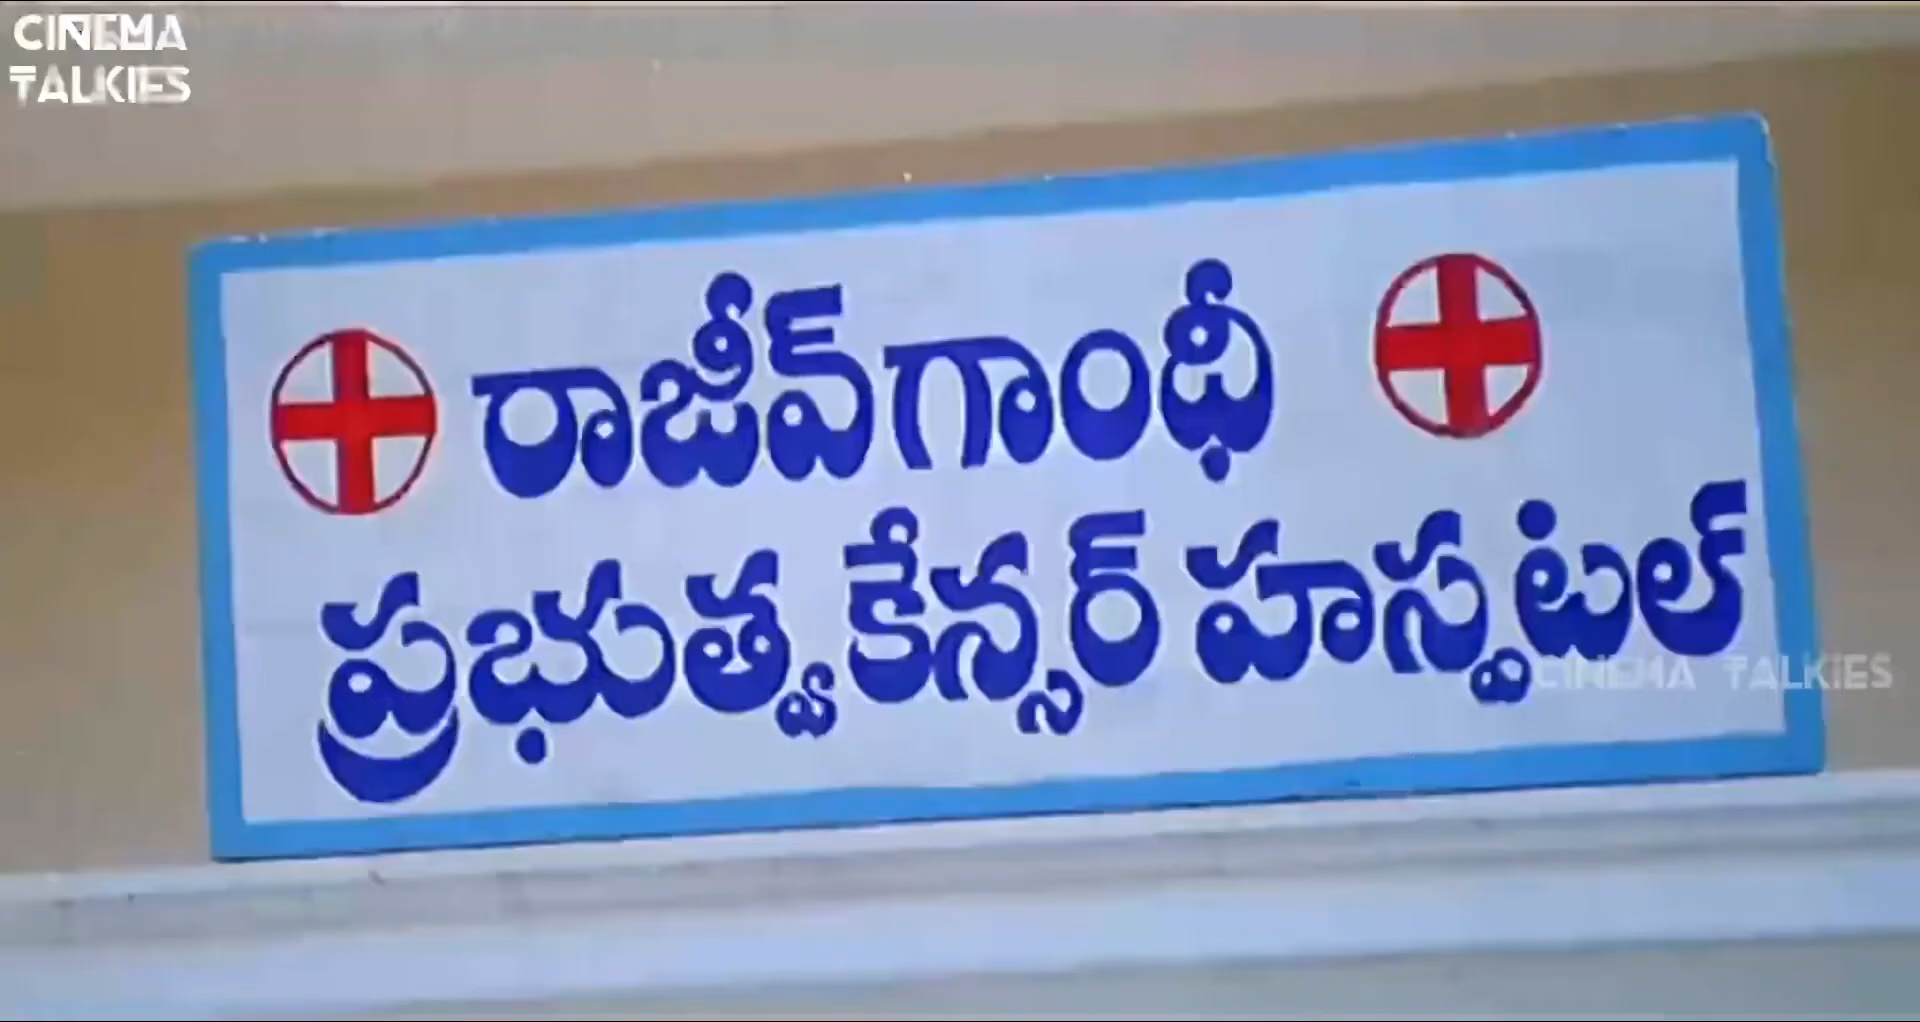 CINEMA
TALKIES
రాజీవ్‌గాంధీ
ప్రభుత్వ కేన్సర్ హాస్పటల్
CINEMA TALKIES